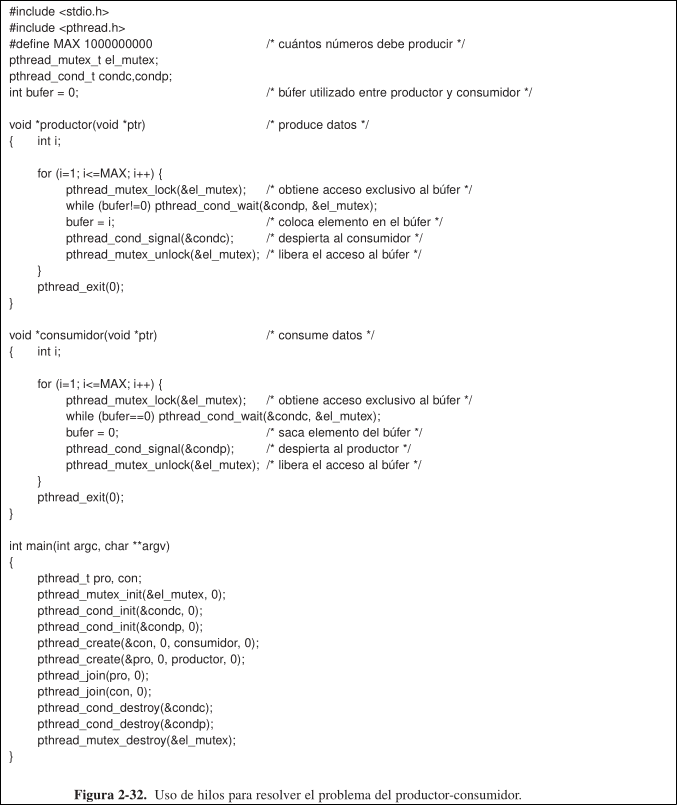 #include <stdio.h>
#include <pthread.h>
#define MAX 1000000000 /* cuántos números debe producir */
pthread_mutex_t el_mutex;
pthread_cond_t condc,condp;
int bufer = 0; /* búfer utilizado entre productor y consumidor */
void *productor(void *ptr) /* produce datos */
{ int i;
for (i=1; i<=MAX; i++) {
pthread_mutex_lock(&el_mutex); /* obtiene acceso exclusivo al búfer */
while (bufer!=0) pthread_cond_wait(&condp, &el_mutex);
bufer = i; /* coloca elemento en el búfer */
pthread_cond_signal(&condc); /* despierta al consumidor */
pthread_mutex_unlock(&el_mutex); /* libera el acceso al búfer */
}
pthread_exit(0);
}
void *consumidor(void *ptr) /* consume datos */
{ int i;
for (i=1; i<=MAX; i++) {
pthread_mutex_lock(&el_mutex); /* obtiene acceso exclusivo al búfer */
while (bufer==0) pthread_cond_wait(&condc, &el_mutex);
bufer = 0; /* saca elemento del búfer */
pthread_cond_signal(&condp); /* despierta al productor */
pthread_mutex_unlock(&el_mutex); /* libera el acceso al búfer */
}
pthread_exit(0);
}
int main(int argc, char **argv)
{
pthread_t pro, con;
pthread_mutex_init(&el_mutex, 0);
pthread_cond_init(&condc, 0);
pthread_cond_init(&condp, 0);
pthread_create(&con, 0, consumidor, 0);
pthread_create(&pro, 0, productor, 0);
pthread_join(pro, 0);
pthread_join(con, 0);
pthread_cond_destroy(&condc);
pthread_cond_destroy(&condp);
pthread_mutex_destroy(&el_mutex);
}
Figura 2-32. Uso de hilos para resolver el problema del productor-consumidor.